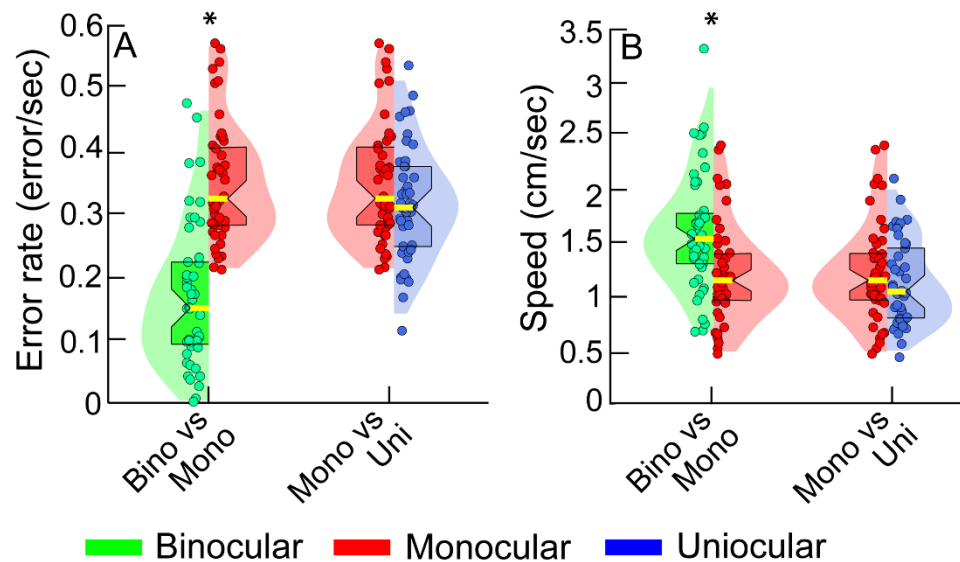 A
*
Error rate (error/sec)
0.6
0.5
0.4
0.3
0.2
0.1
0
Bino vs
Mono
Mono vs
Uni
B
*
Speed (cm/sec)
3.5
3
2.5
2
1.5
1
0.5
0
Bino vs
Mono
Mono vs
Uni
Binocular
Monocular
Uniocular